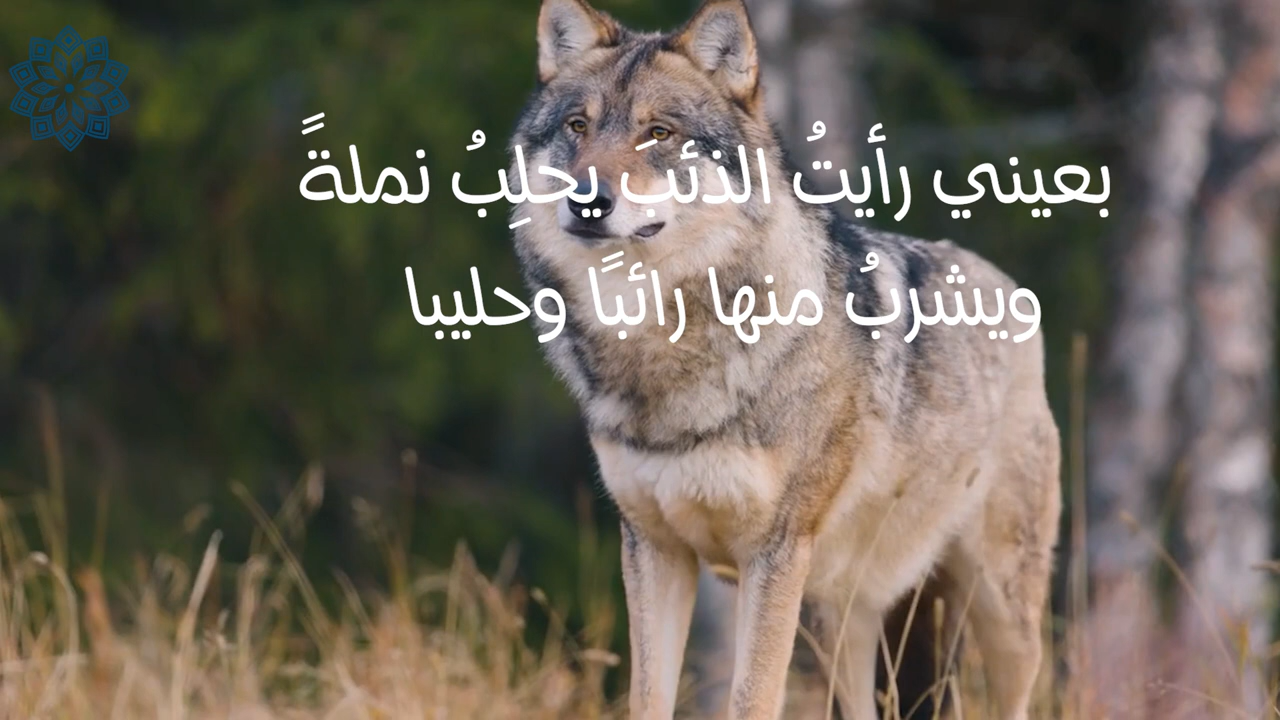 بعيني رأيتُ الذئبَ يحلِبُ نملةً
ويشربُ منها رائبًا وحليبا